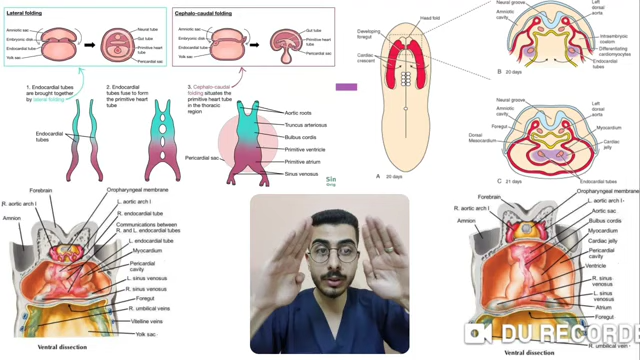 Lateral folding
Amniotic sac
Embryonic disk
Endocardial tube
Yolk sac
Neural tube
Gut tube
Primitive heart
tube
Pericardial sac
Cephalo-caudal folding
Amniotic sac
Embryonic disk
Endocardial tube
Yolk sac
Gut tube
Primitive heart
tube
Pericardial sac
1. Endocardial tubes
are brought together
by lateral folding
2. Endocardial tubes
fuse to form the
primitive heart tube
3. Cephalo-caudal
folding situates the
primitive heart tube
in the thoracic
region
Endocardial
tubes
Pericardial sac
Aortic roots
Truncus arteriosus
Bulbus cordis
Primitive ventricle
Primitive atrium
Sinus venosus
Head fold
Developing
foregut
Cardiac
crescent
A 20 days
Neural groove
Amniotic
cavity
Left
dorsal
aorta
Intraembryonic
coelom
Differentiating
cardiomyocytes
Endocardial
tubes
B
20 days
Neural groove
Amniotic
cavity
Foregut
Dorsal
Mesocardium
Left
dorsal
aorta
Myocardium
Cardiac
jelly
Endocardial tubes
C 21 days
Forebrain
R. aortic arch I
Amnion
Oropharyngeal membrane
L. aortic arch I
R. endocardial tube
Communications between
R. and L. endocardial tubes
L. endocardial tube
Myocardium
Pericardial
cavity
L. sinus venosus
R. sinus venosus
Foregut
R. umbilical veins
Vitelline veins
Yolk sac
Ventral dissection
Forebrain
R. aortic arch I
Amnion
Oropharyngeal membrane
L. aortic arch I
Aortic sac
Bulbus cordis
Myocardium
Cardiac jelly
Pericardial
cavity
Ventricle
R. sinus
venosus
L. sinus
venosus
Atrium
Foregut
R. umbilical vein
Ventral dissection
DU RECORDE